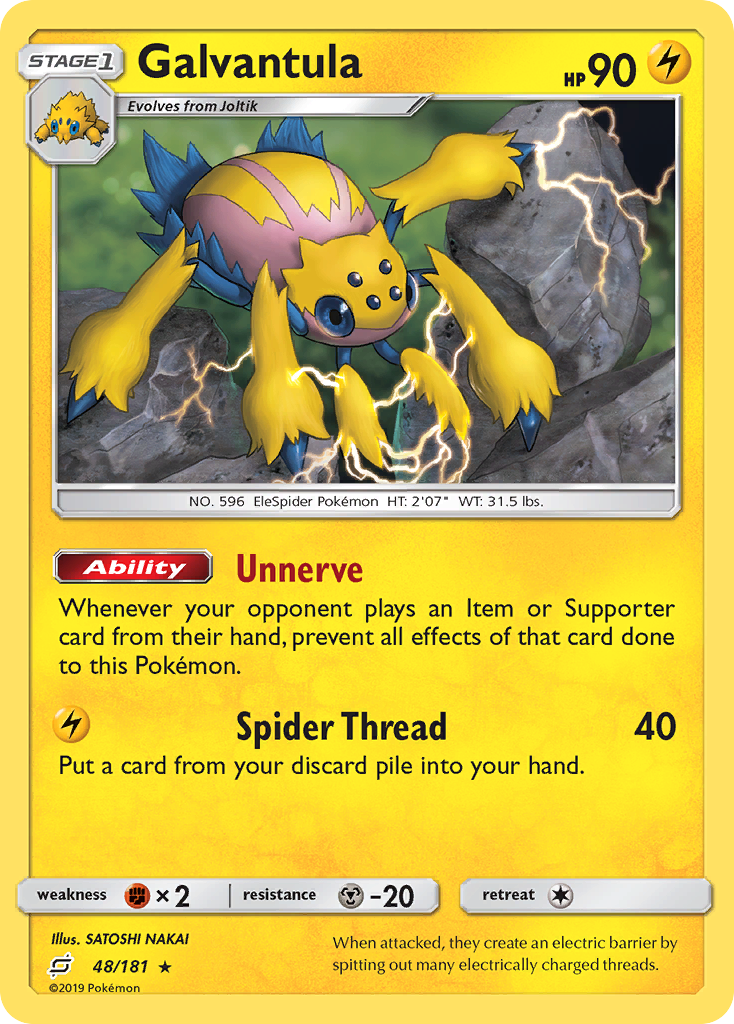 STAGE1
Galvantula
HP90
Evolves from Joltik
NO. 596 EleSpider Pokémon HT: 2'07" WT: 31.5 lbs.
Ability Unnerve
Whenever your opponent plays an Item or Supporter
card from their hand, prevent all effects of that card done
to this Pokémon.
Spider Thread 40
Put a card from your discard pile into your hand.
weakness ×2 resistance -20 retreat
Illus. SATOSHI NAKAI
48/181 ★
©2019 Pokémon
When attacked, they create an electric barrier by
spitting out many electrically charged threads.